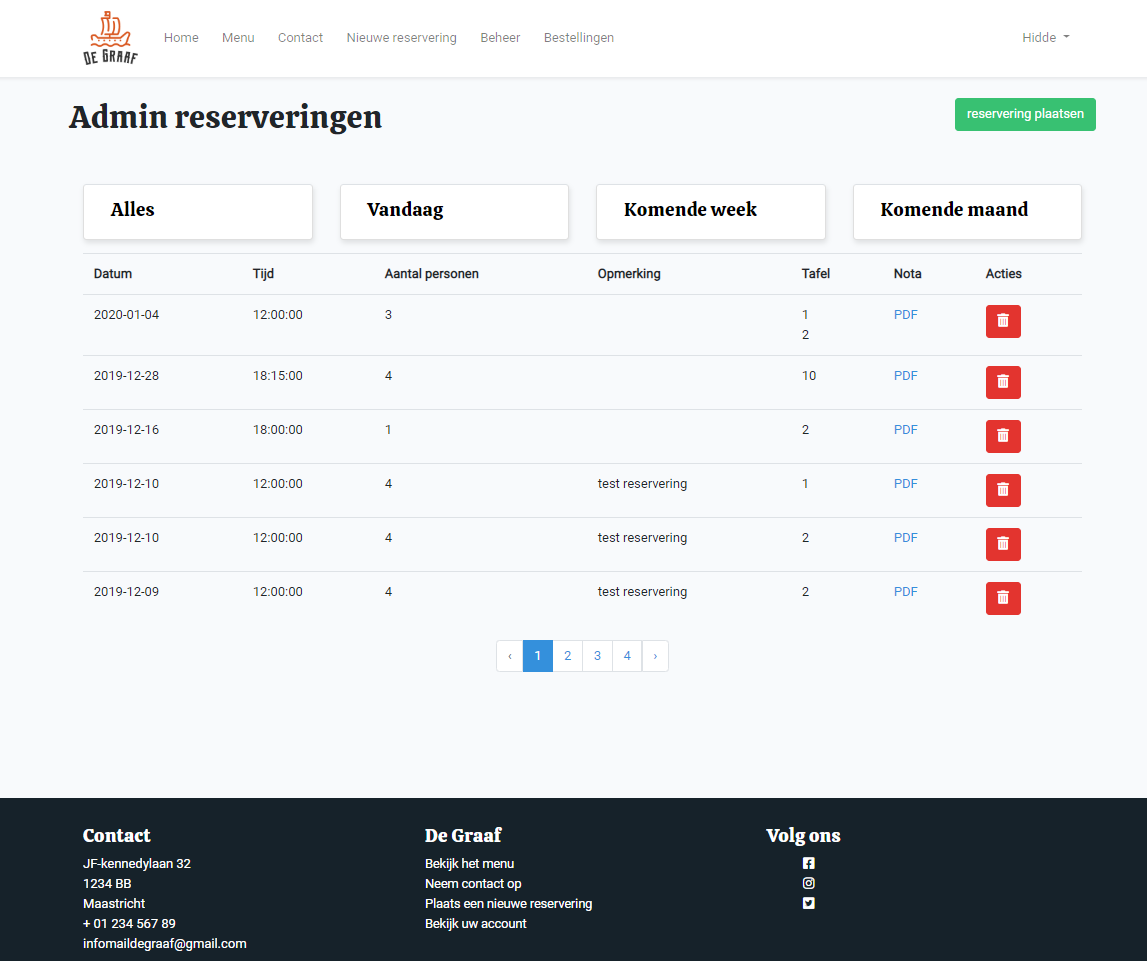 DE GRAAF
Home Menu Contact Nieuwe reservering Beheer Bestellingen Hidde
Admin reserveringen
reservering plaatsen
Alles Vandaag Komende week Komende maand
Datum Tijd Aantal personen Opmerking Tafel Nota Acties
2020-01-04 12:00:00 3 1 PDF
2
2019-12-28 18:15:00 4 10 PDF
2019-12-16 18:00:00 1 2 PDF
2019-12-10 12:00:00 4 test reservering 1 PDF
2019-12-10 12:00:00 4 test reservering 2 PDF
2019-12-09 12:00:00 4 test reservering 2 PDF
‹ 1 2 3 4 ›
Contact
JF-kennedylaan 32
1234 BB
Maastricht
+ 01 234 567 89
infomaildegraaf@gmail.com
De Graaf
Bekijk het menu
Neem contact op
Plaats een nieuwe reservering
Bekijk uw account
Volg ons